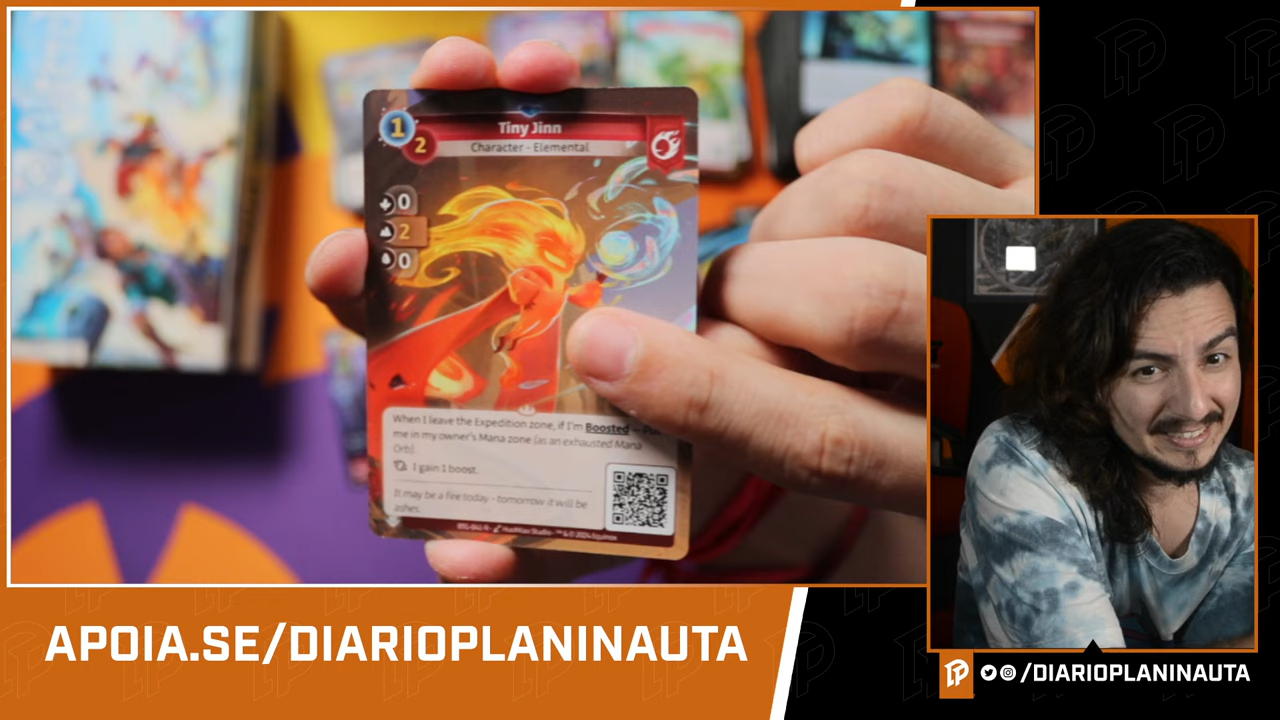 1
2
Tiny Jinn
Character - Elemental
0
2
0
When I leave the Expedition zone, if I'm Boosted —
me in my owner's Mana zone (as an exhausted Mana
Orb).
I gain 1 boost.
It may be a fire today - tomorrow it will be
ashes.
APOIA.SE/DIARIOPLANINAUTA
/DIARIOPLANINAUTA